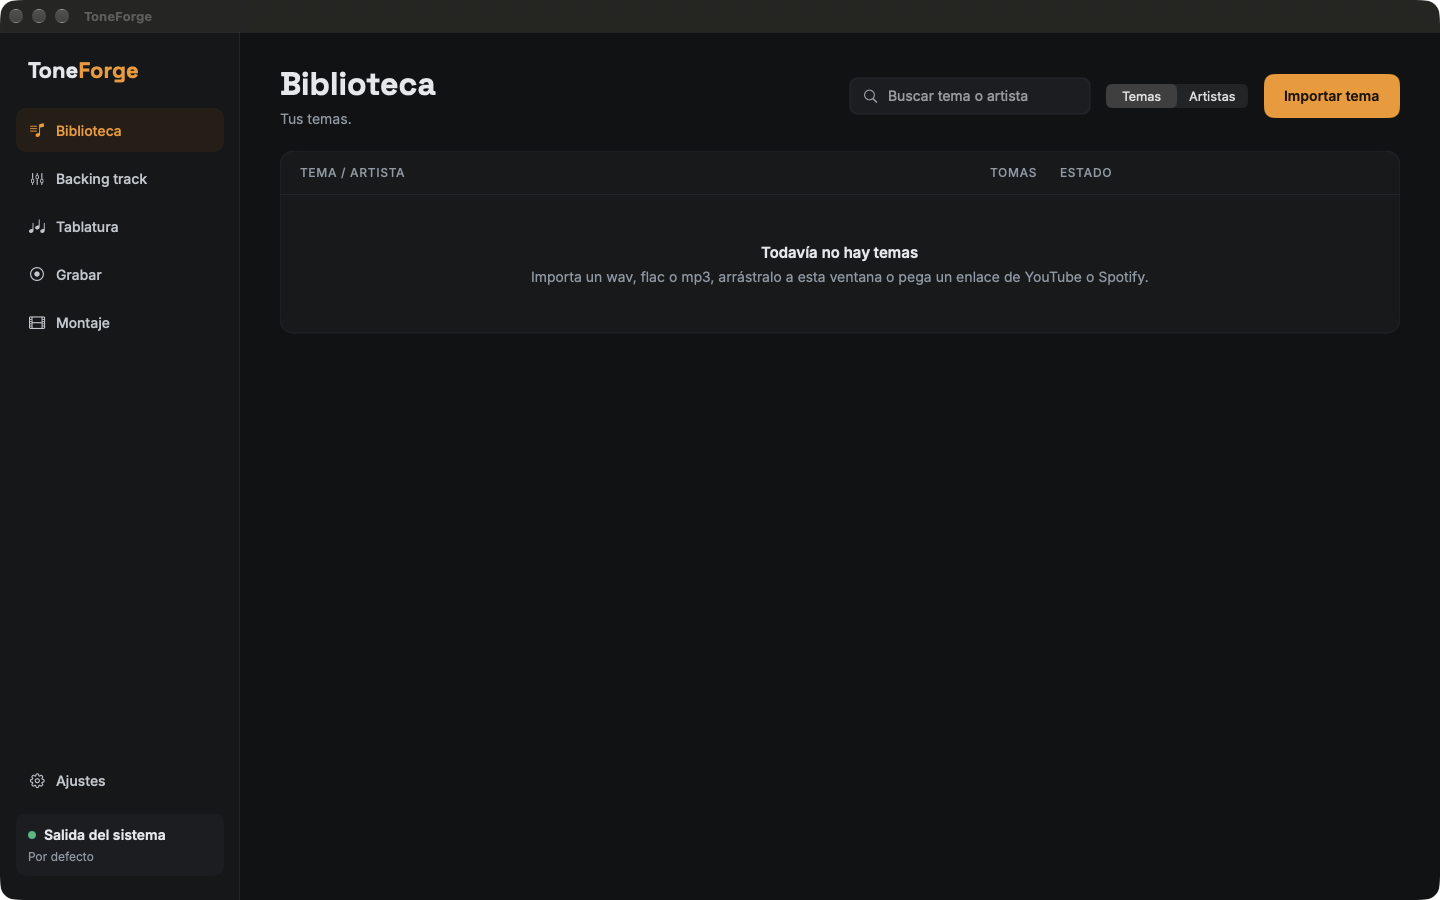 ToneForge
ToneForge
Biblioteca
Backing track
Tablatura
Grabar
Montaje
Ajustes
Salida del sistema
Por defecto
Biblioteca
Tus temas.
Buscar tema o artista
Temas
Artistas
Importar tema
TEMA / ARTISTA
TOMAS
ESTADO
Todavía no hay temas
Importa un wav, flac o mp3, arrástralo a esta ventana o pega un enlace de YouTube o Spotify.